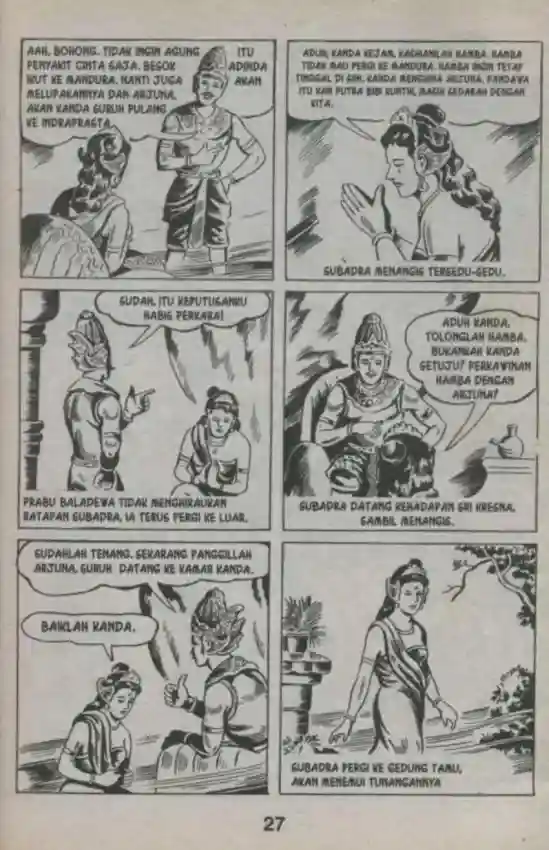 AAH, BOHONG. TIDAK INGIN AGUNG ITU
PENYAKIT CINTA SAJA. BESOK ADINDA
IKUT KE MANDURA. NANTI JUGA AKAN
MELUPAKANNYA DAN ARJUNA,
AKAN KANDA SURUH PULANG
KE INDRAPRASTA.
ADUH, KANDA KEJAM, KASIHANILAH HAMBA. HAMBA
TIDAK MAU PERGI KE MANDURA. HAMBA INGIN TETAP
TINGGAL DI SINI. KANDA MENGHINA ARJUNA, PANDAWA
ITU KAN PUTRA BIBI KUNTHI, MASIH SEDARAH DENGAN
KITA.
SUBADRA MENANGIS TERSEDU-SEDU.
SUDAH, ITU KEPUTUSANKU
HABIS PERKARA!
PRABU BALADEWA TIDAK MENGHIRAUKAN
RATAPAN SUBADRA, IA TERUS PERGI KE LUAR.
ADUH KANDA,
TOLONGLAH HAMBA.
BUKANKAH KANDA
SETUJU? PERKAWINAN
HAMBA DENGAN
ARJUNA?
SUBADRA DATANG KEHADAPAN SRI KRESNA,
SAMBIL MENANGIS.
SUDAHLAH TENANG. SEKARANG PANGGILLAH
ARJUNA, SURUH DATANG KE KAMAR KANDA.
BAIKLAH KANDA.
SUBADRA PERGI KE GEDUNG TAMU,
AKAN MENEMUI TUNANGANNYA
27